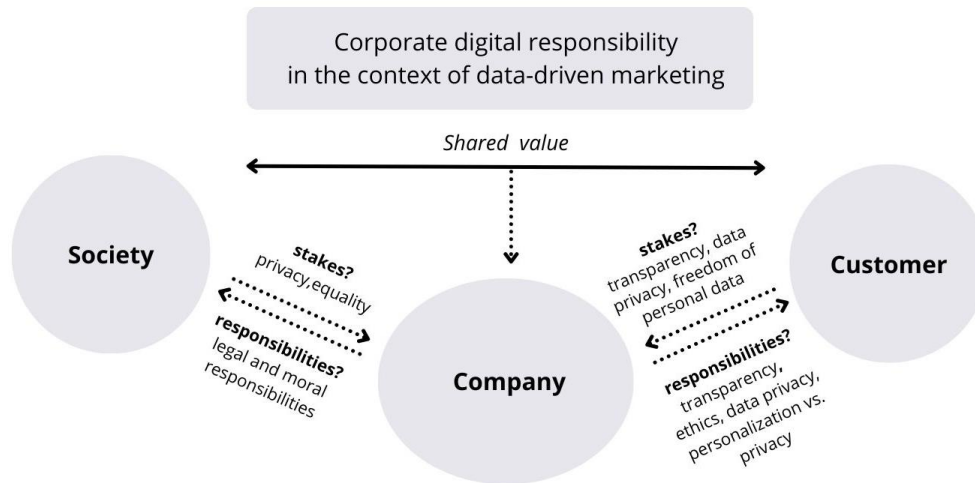 Corporate digital responsibility
in the context of data-driven marketing
Shared value
Society
stakes?
privacy,equality
responsibilities?
legal and moral
responsibilities
Company
stakes?
transparency, data
privacy, freedom of
personal data
responsibilities?
transparency,
ethics, data privacy,
personalization vs.
privacy
Customer